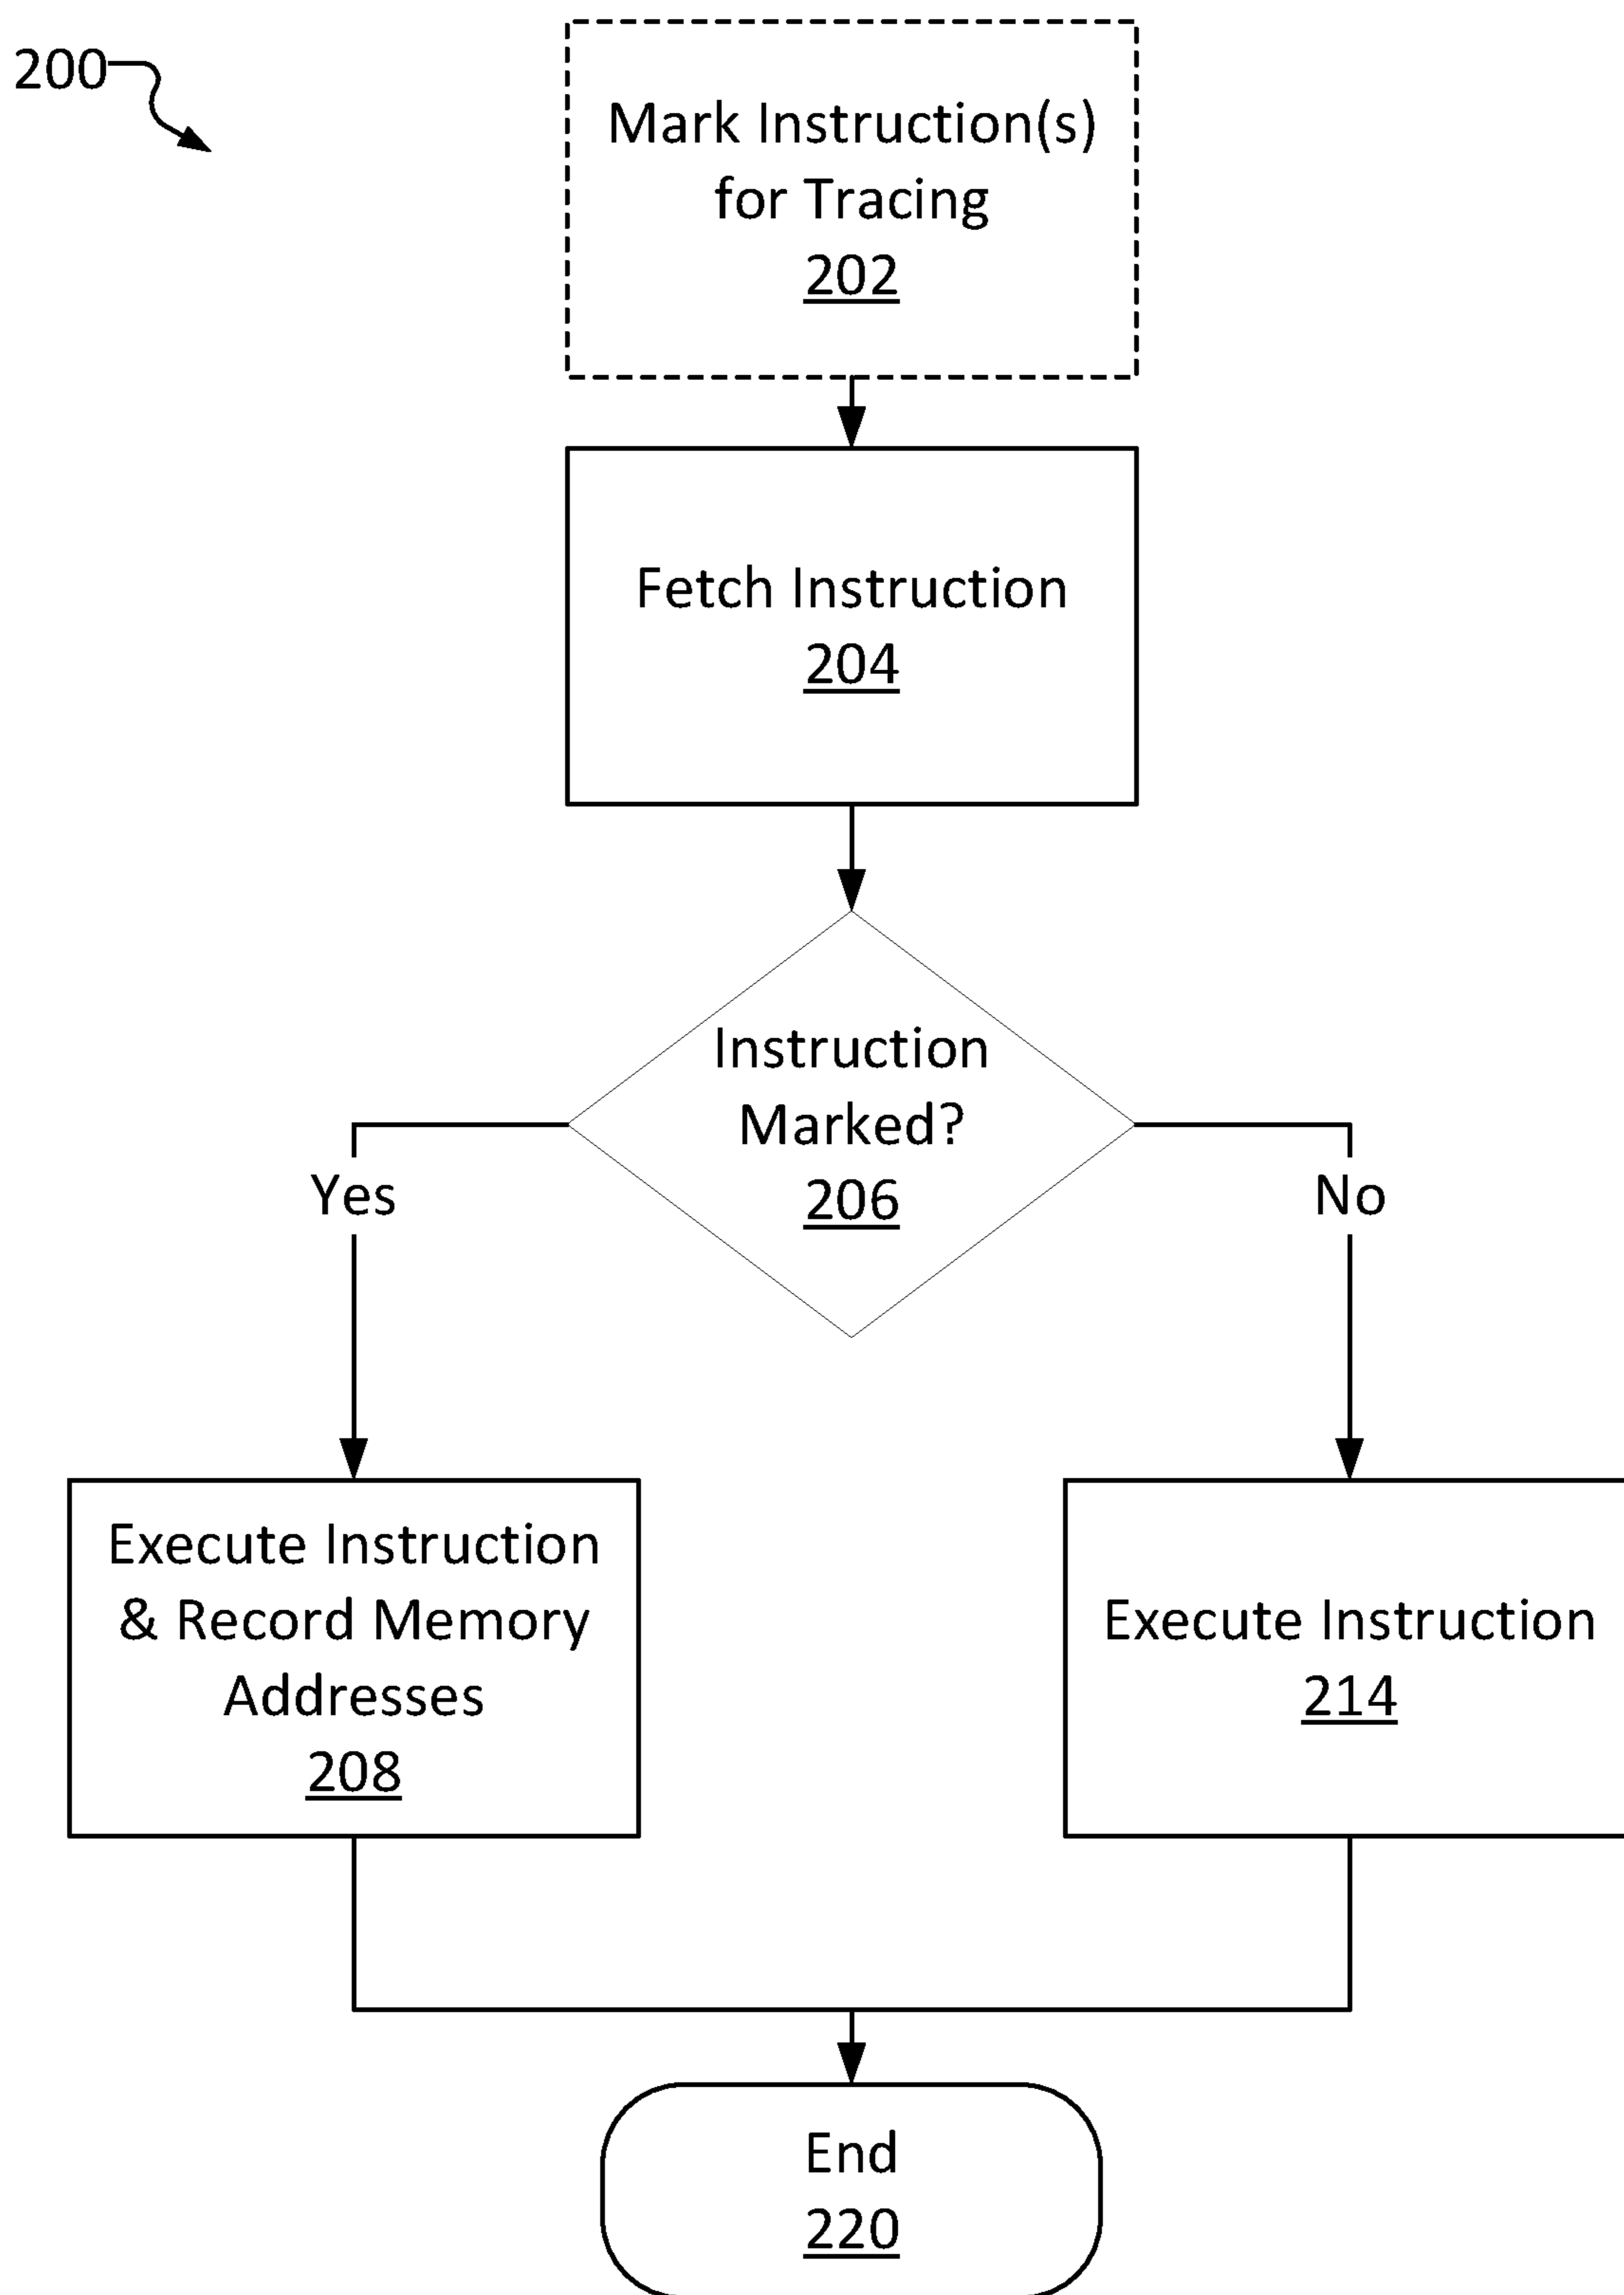 200
Mark Instruction(s)
for Tracing
202
Fetch Instruction
204
Instruction
Marked?
206
Yes
No
Execute Instruction
& Record Memory
Addresses
208
Execute Instruction
214
End
220